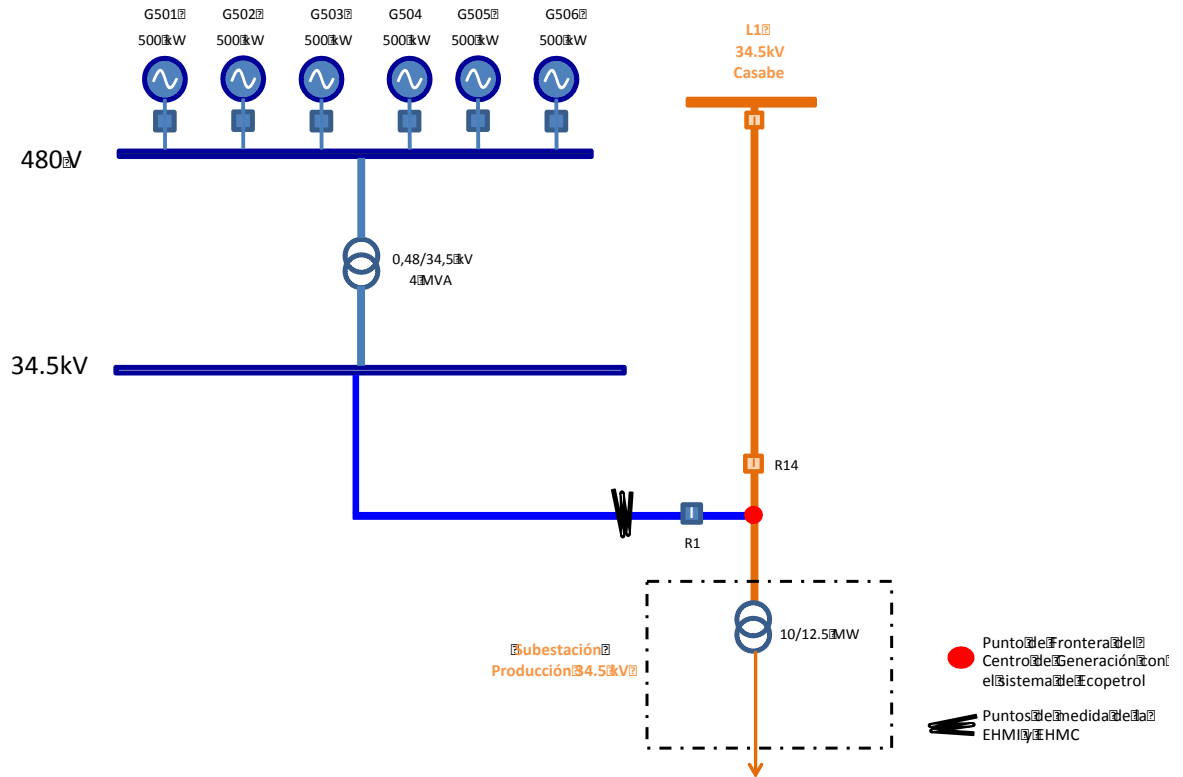 G501 G502 G503 G504 G505 G506
500 kW 500 kW 500 kW 500 kW 500 kW 500 kW
L1
34.5kV
Casabe
480 V
0,48/34,5 kV
4 MVA
34.5kV
R14
R1
10/12.5 MW
Subestación
Producción 34.5 kV
Punto de Frontera del
Centro de Generación con
el sistema de Ecopetrol
Puntos de medida de la
EHMI y EHMC